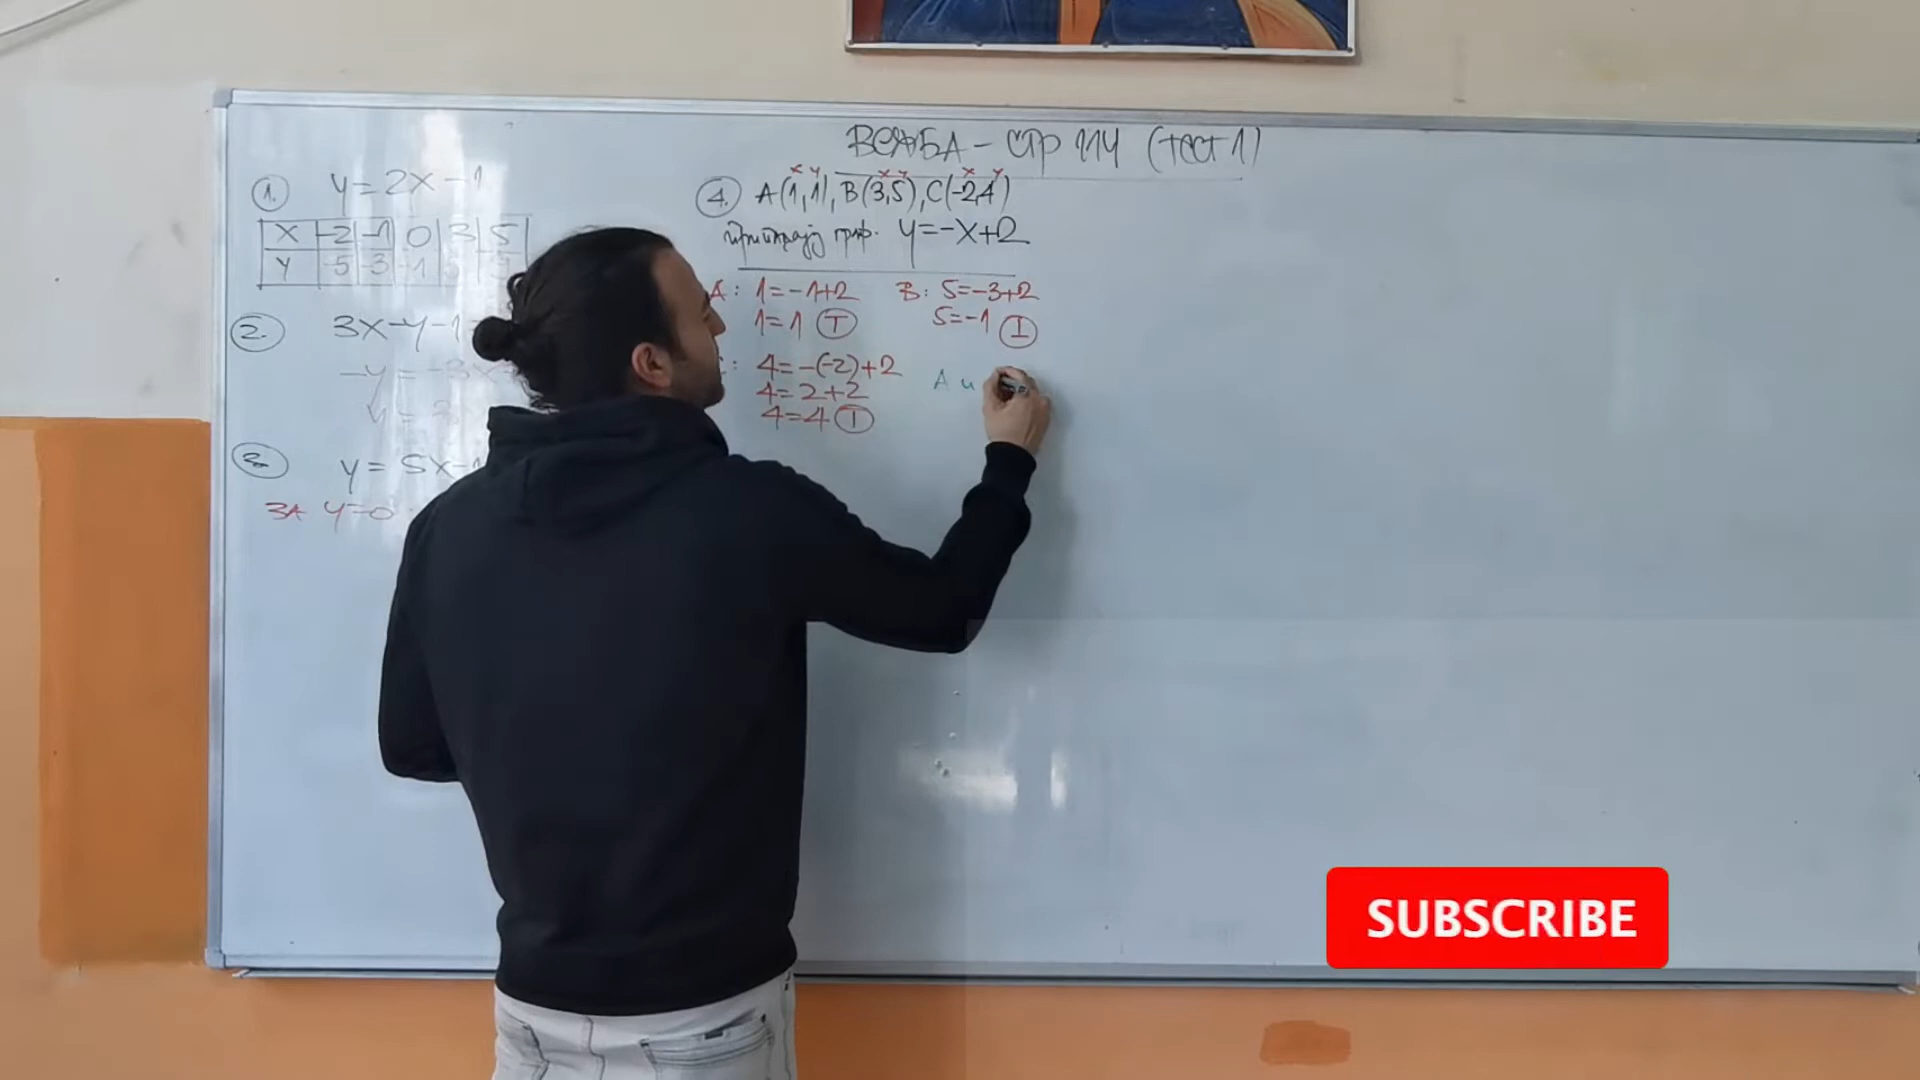 ВЕЖБА - СТР 114 (ТЕСТ 1)
1. y=2x-1
x -2 -1 0 3 5
y -5 -3 -1
2. 3x-y-1
-y=-3x
y=
3. y=5x-1
ЗА y=0
x y x y x y
4. A(1,1), B(3,5), C(-2,4)
граф. y=-x+2
A: 1=-1+2 B: 5=-3+2
1=1 T 5=-1 I
: 4=-(-2)+2
4=2+2
4=4 T
A и
SUBSCRIBE